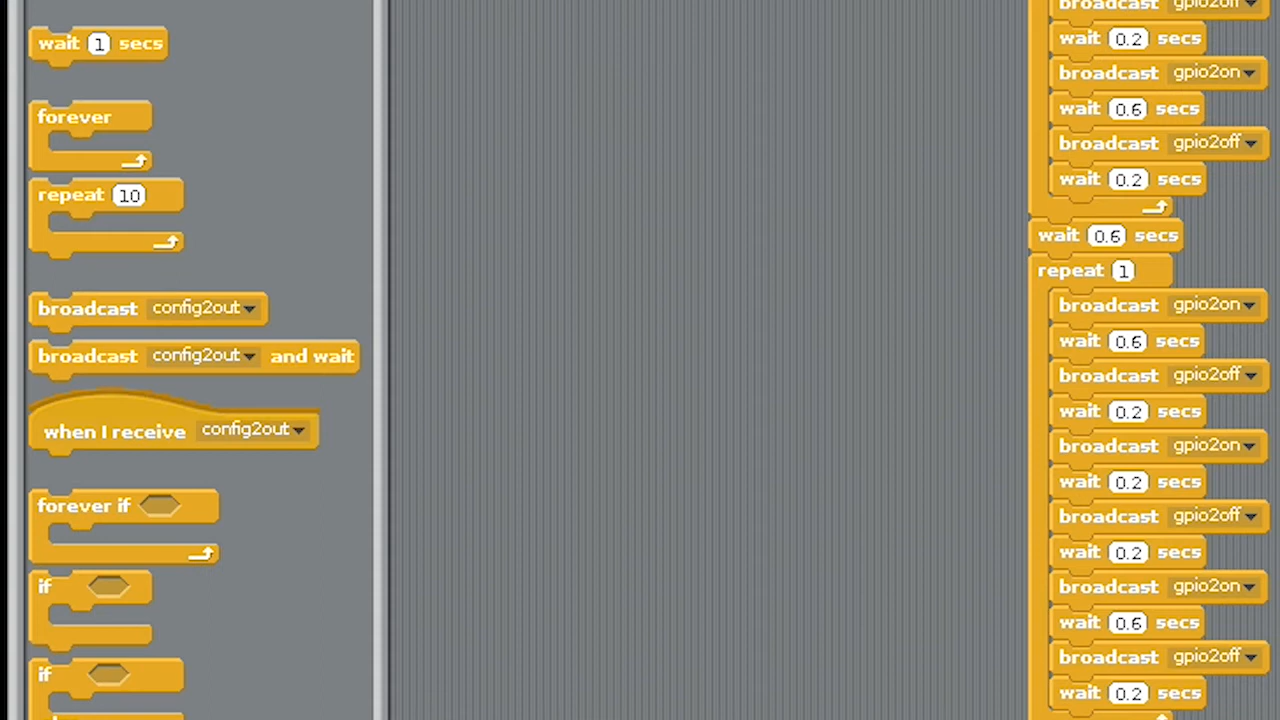 wait 1 secs
forever
repeat 10
broadcast config2out
broadcast config2out and wait
when I receive config2out
forever if
if
if
broadcast gpio2off
wait 0.2 secs
broadcast gpio2on
wait 0.6 secs
broadcast gpio2off
wait 0.2 secs
wait 0.6 secs
repeat 1
broadcast gpio2on
wait 0.6 secs
broadcast gpio2off
wait 0.2 secs
broadcast gpio2on
wait 0.2 secs
broadcast gpio2off
wait 0.2 secs
broadcast gpio2on
wait 0.6 secs
broadcast gpio2off
wait 0.2 secs